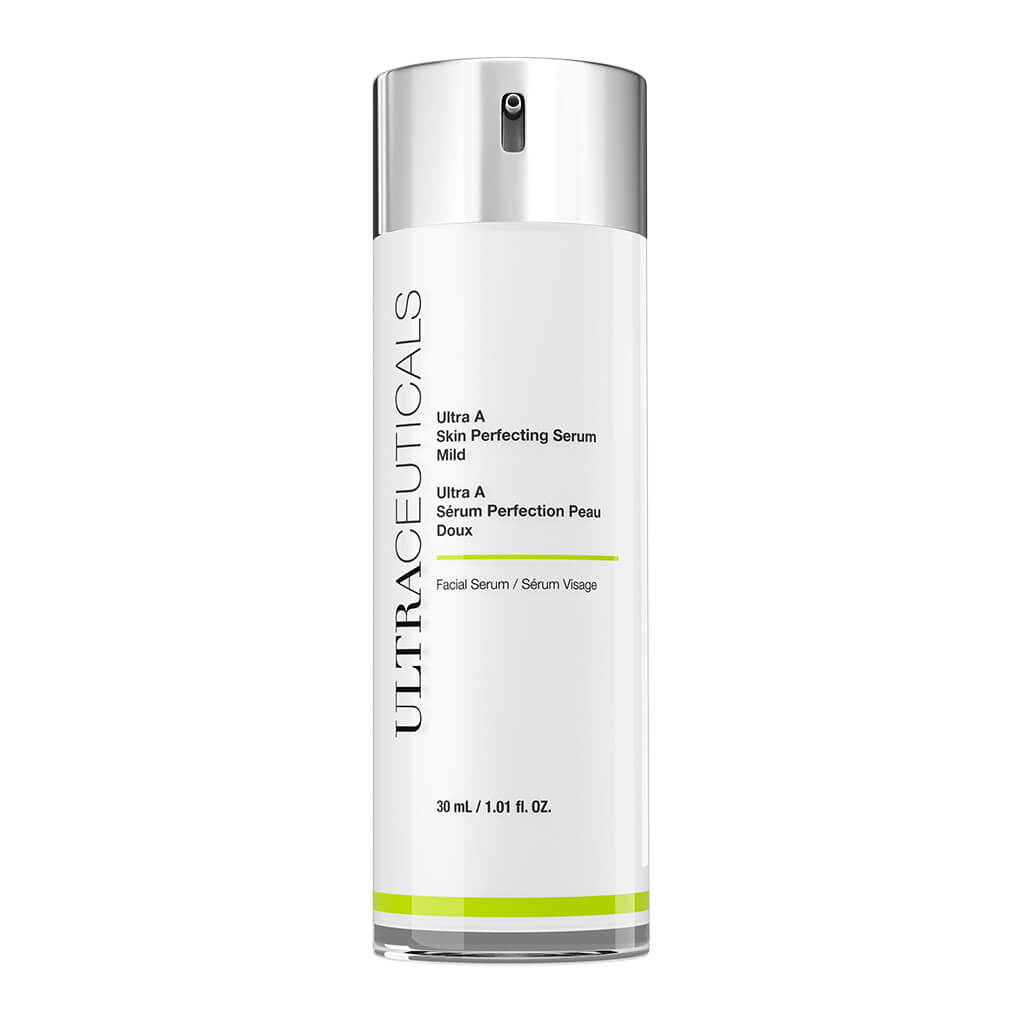 ULTRACEUTICALS
Ultra A
Skin Perfecting Serum
Mild
Ultra A
Sérum Perfection Peau
Doux
Facial Serum / Sérum Visage
30 mL / 1.01 fl. OZ.